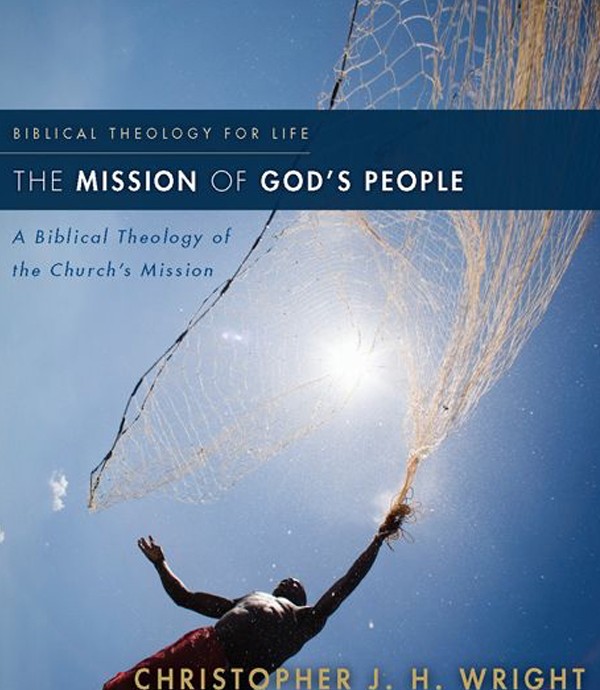 BIBLICAL THEOLOGY FOR LIFE
THE MISSION OF GOD'S PEOPLE
A Biblical Theology of
the Church's Mission
CHRISTOPHER J. H. WRIGHT